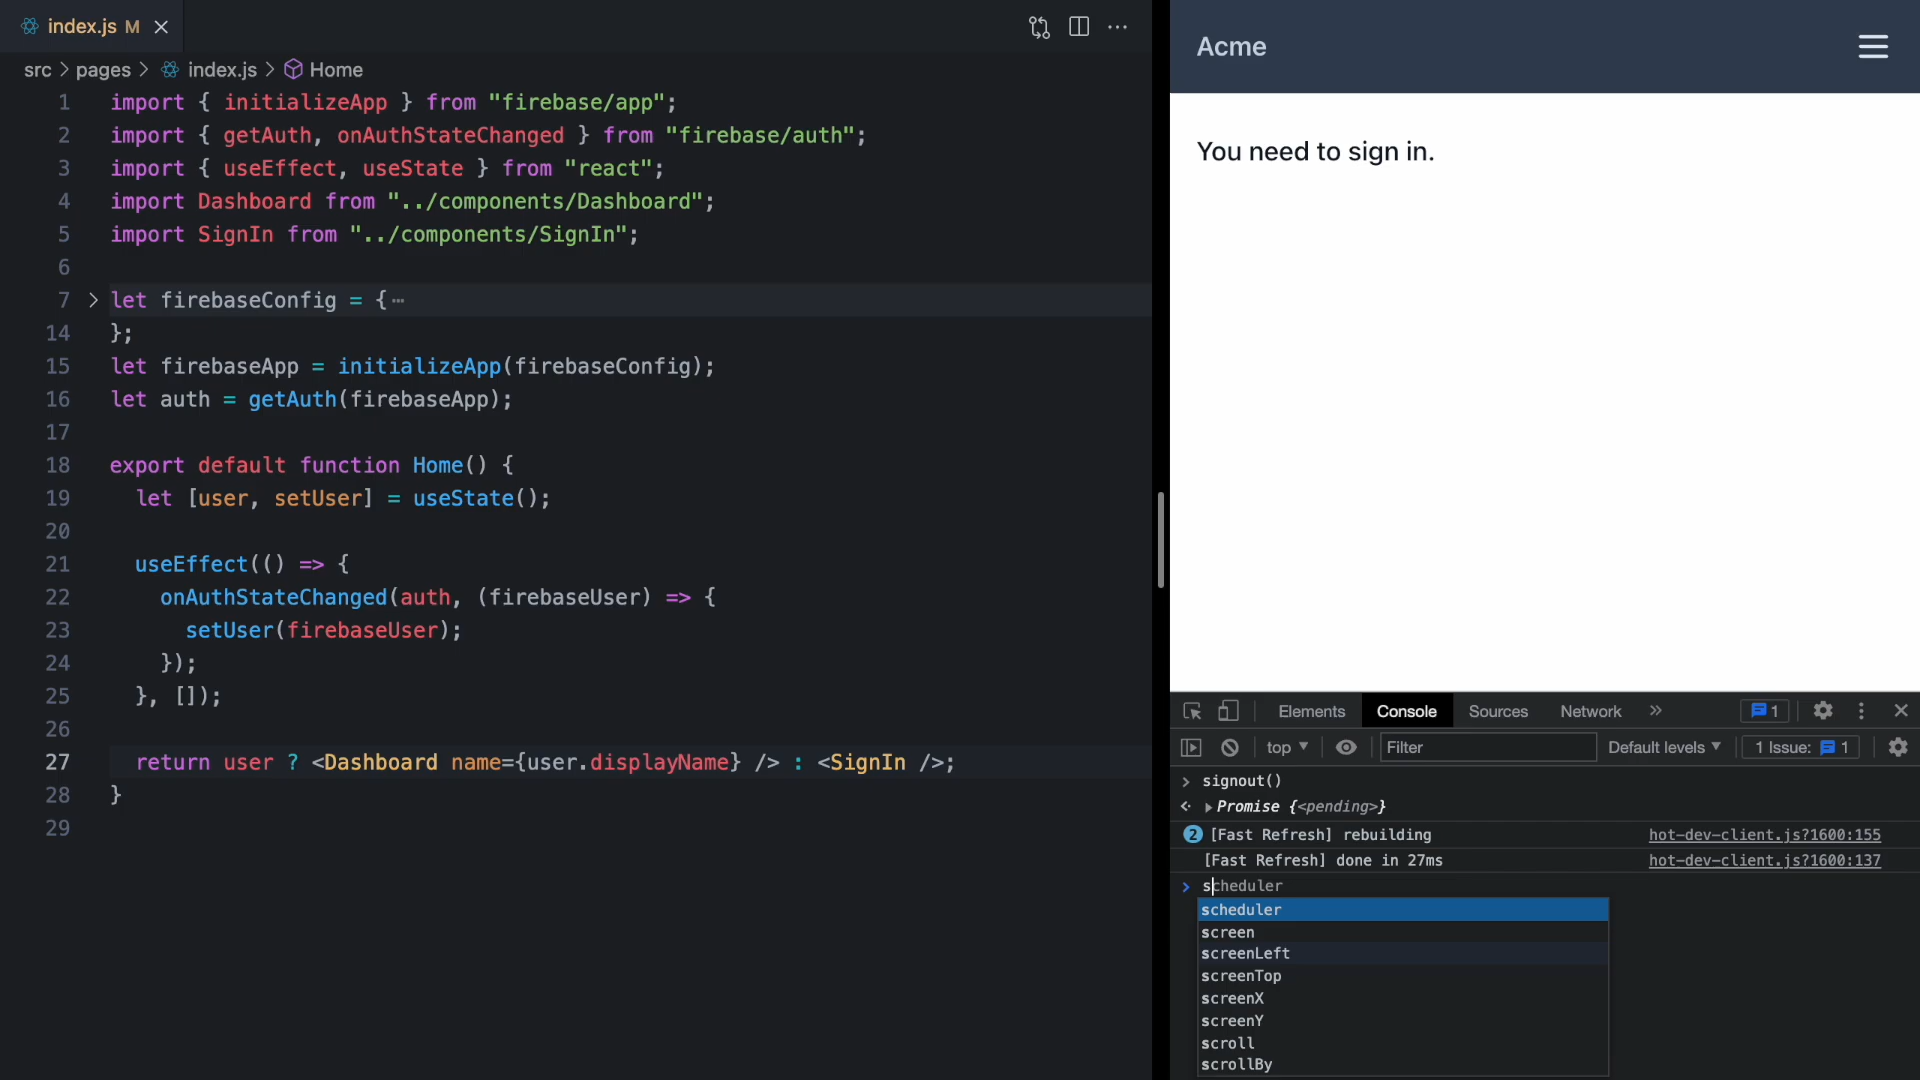 index.js M
src > pages > index.js > Home
1 import { initializeApp } from "firebase/app";
2 import { getAuth, onAuthStateChanged } from "firebase/auth";
3 import { useEffect, useState } from "react";
4 import Dashboard from "../components/Dashboard";
5 import SignIn from "../components/SignIn";
6
7 let firebaseConfig = {⋯
14 };
15 let firebaseApp = initializeApp(firebaseConfig);
16 let auth = getAuth(firebaseApp);
17
18 export default function Home() {
19   let [user, setUser] = useState();
20
21   useEffect(() => {
22     onAuthStateChanged(auth, (firebaseUser) => {
23       setUser(firebaseUser);
24     });
25   }, []);
26
27   return user ? <Dashboard name={user.displayName} /> : <SignIn />;
28 }
29
Acme
You need to sign in.
Elements Console Sources Network » 1
top Filter Default levels 1 Issue: 1
signout()
Promise {<pending>}
2 [Fast Refresh] rebuilding hot-dev-client.js?1600:155
[Fast Refresh] done in 27ms hot-dev-client.js?1600:137
scheduler
scheduler
screen
screenLeft
screenTop
screenX
screenY
scroll
scrollBy